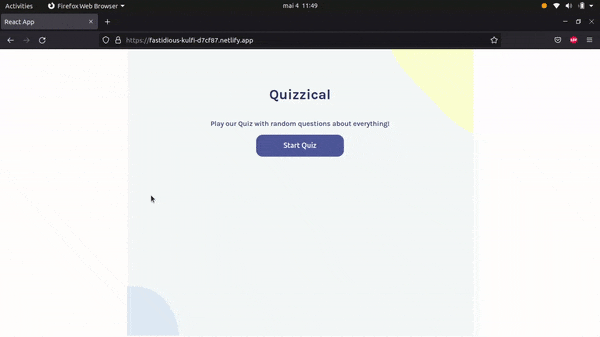 Activities Firefox Web Browser mai 4 11:49
React App
https://fastidious-kulfi-d7cf87.netlify.app
Quizzical
Play our Quiz with random questions about everything!
Start Quiz